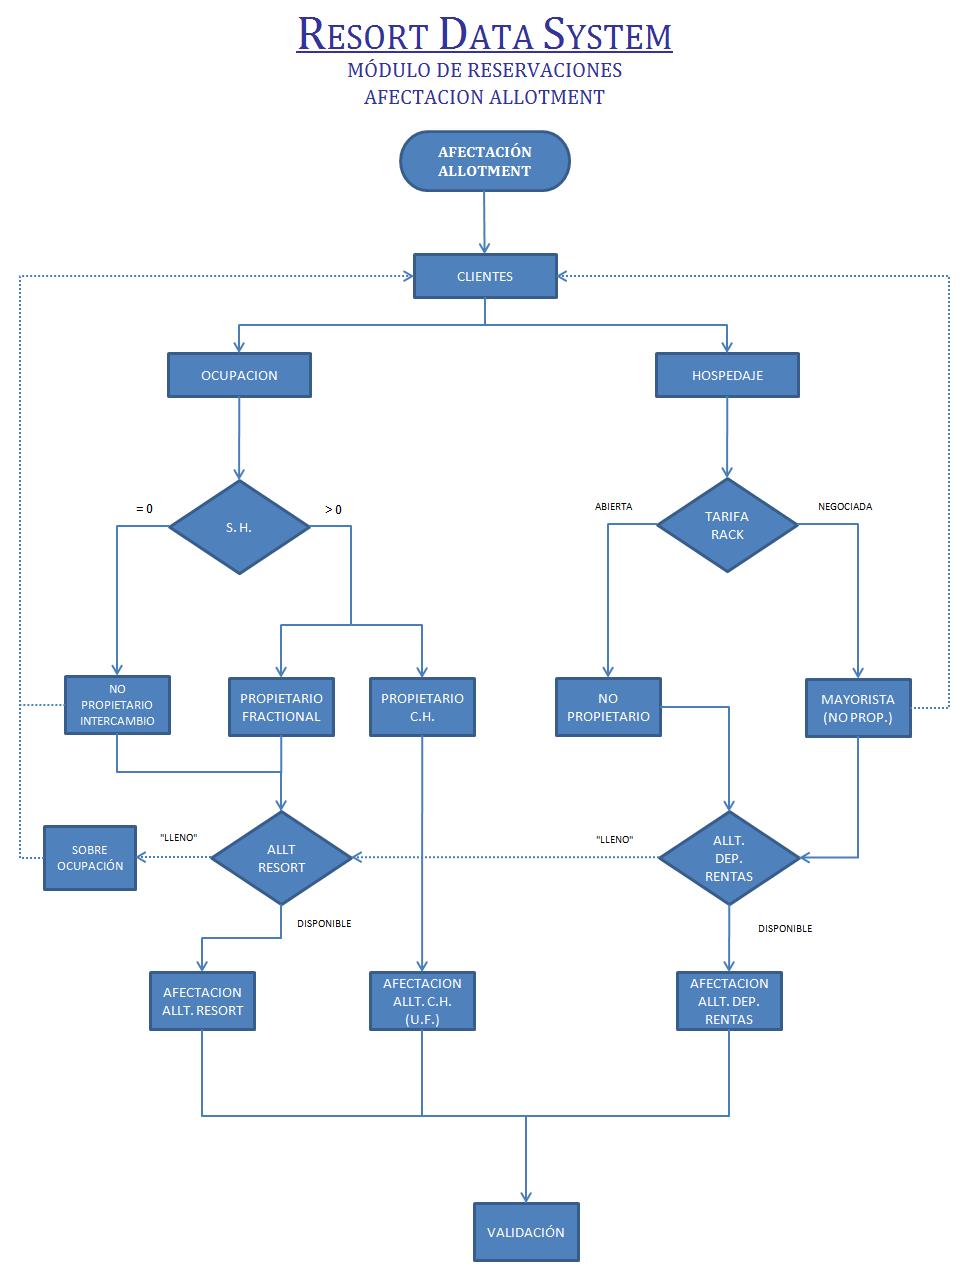 RESORT DATA SYSTEM
MÓDULO DE RESERVACIONES
AFECTACION ALLOTMENT
AFECTACIÓN
ALLOTMENT
CLIENTES
OCUPACION
HOSPEDAJE
= 0
S. H.
> 0
ABIERTA
TARIFA
RACK
NEGOCIADA
NO
PROPIETARIO
INTERCAMBIO
PROPIETARIO
FRACTIONAL
PROPIETARIO
C.H.
NO
PROPIETARIO
MAYORISTA
(NO PROP.)
SOBRE
OCUPACIÓN
"LLENO"
ALLT
RESORT
"LLENO"
ALLT.
DEP.
RENTAS
DISPONIBLE
DISPONIBLE
AFECTACION
ALLT. RESORT
AFECTACION
ALLT. C.H.
(U.F.)
AFECTACION
ALLT. DEP.
RENTAS
VALIDACIÓN